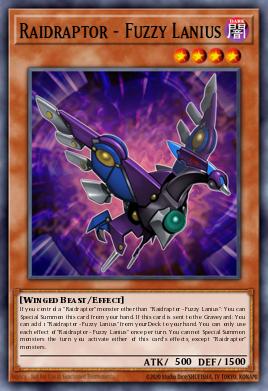 Raidraptor - Fuzzy Lanius
DARK
闇
[Winged Beast/Effect]
If you control a "Raidraptor" monster other than "Raidraptor - Fuzzy Lanius": You can
Special Summon this card from your hand. If this card is sent to the Graveyard: You can
add 1 "Raidraptor - Fuzzy Lanius" from your Deck to your hand. You can only use
each effect of "Raidraptor - Fuzzy Lanius" once per turn. You cannot Special Summon
monsters the turn you activate either of this card's effects, except "Raidraptor"
monsters.
ATK/ 500 DEF/1500
©2020 Studio Dice/SHUEISHA, TV TOKYO, KONAMI